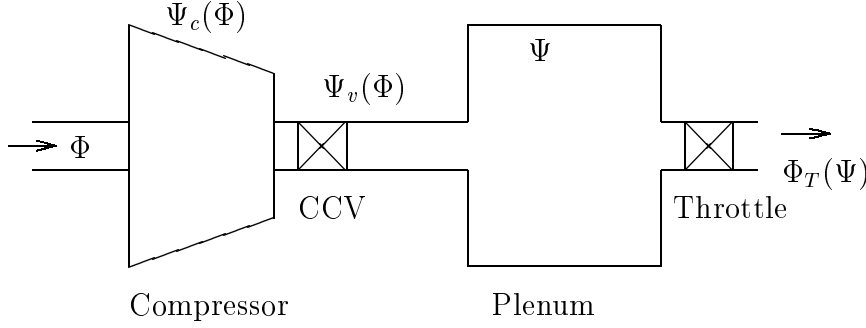 Ψ_c(Φ)
Ψ
Ψ_v(Φ)
Φ
Φ_T(Ψ)
CCV
Throttle
Compressor
Plenum